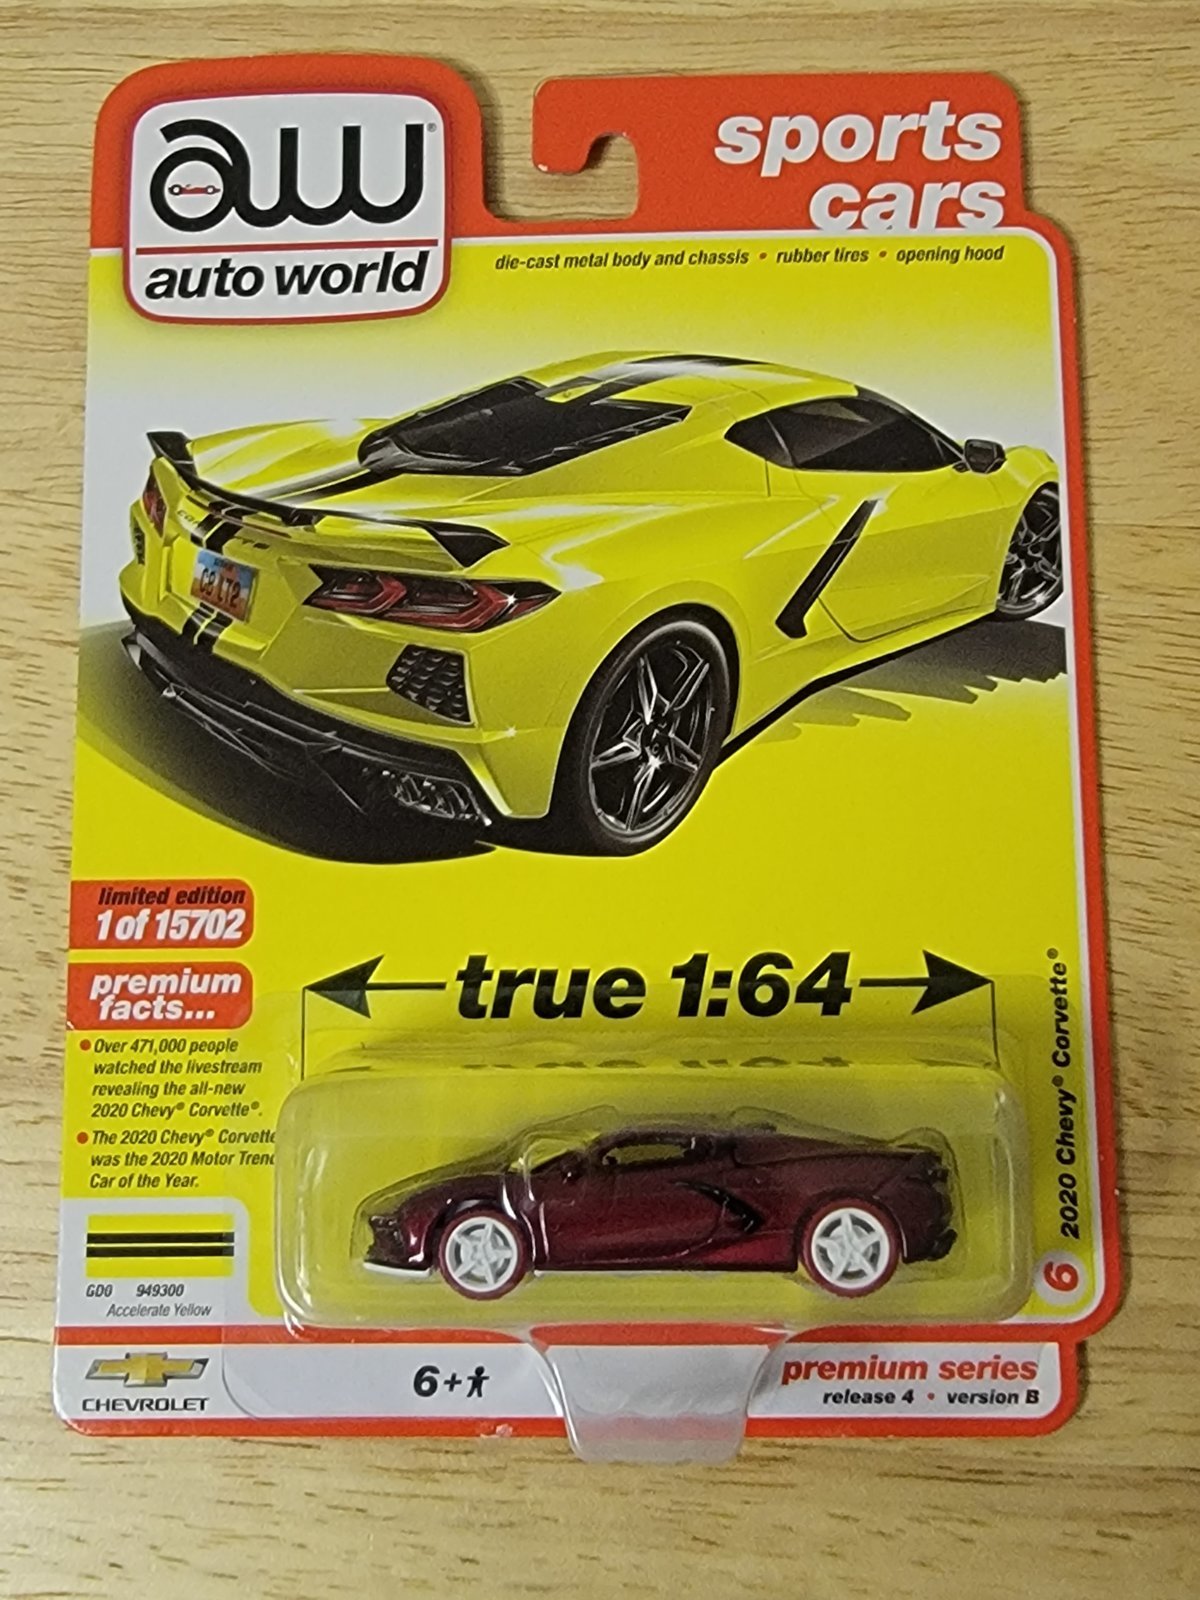 aw®
auto world
sports
cars
die-cast metal body and chassis • rubber tires • opening hood
CORVETTE
C8 LT2
limited edition
1 of 15702
premium
facts...
• Over 471,000 people
watched the livestream
revealing the all-new
2020 Chevy® Corvette®.
• The 2020 Chevy® Corvette
was the 2020 Motor Trend
Car of the Year.
true 1:64
2020 Chevy® Corvette®
6
GD0 949300
Accelerate Yellow
CHEVROLET
6+
premium series
release 4 • version B